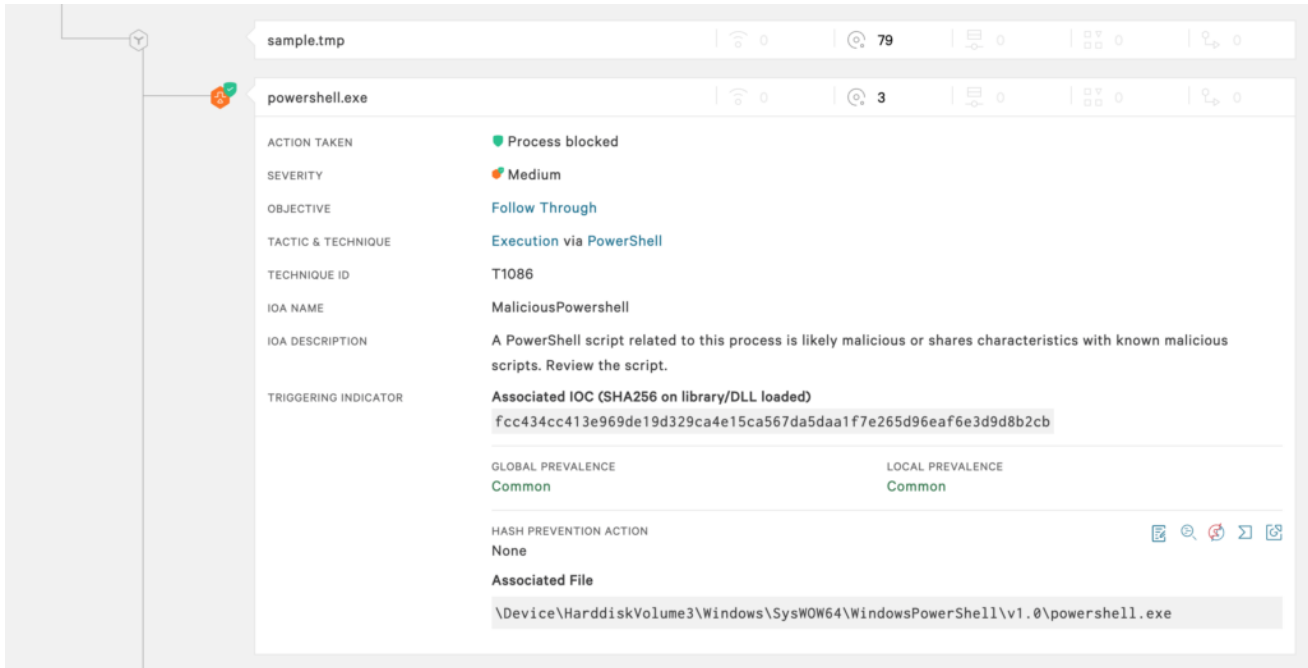 sample.tmp 0 79 0 0 0
powershell.exe 0 3 0 0 0
ACTION TAKEN Process blocked
SEVERITY Medium
OBJECTIVE Follow Through
TACTIC & TECHNIQUE Execution via PowerShell
TECHNIQUE ID T1086
IOA NAME MaliciousPowershell
IOA DESCRIPTION A PowerShell script related to this process is likely malicious or shares characteristics with known malicious
scripts. Review the script.
TRIGGERING INDICATOR Associated IOC (SHA256 on library/DLL loaded)
fcc434cc413e969de19d329ca4e15ca567da5daa1f7e265d96eaf6e3d9d8b2cb
GLOBAL PREVALENCE LOCAL PREVALENCE
Common Common
HASH PREVENTION ACTION
None
Associated File
\Device\HarddiskVolume3\Windows\SysWOW64\WindowsPowerShell\v1.0\powershell.exe